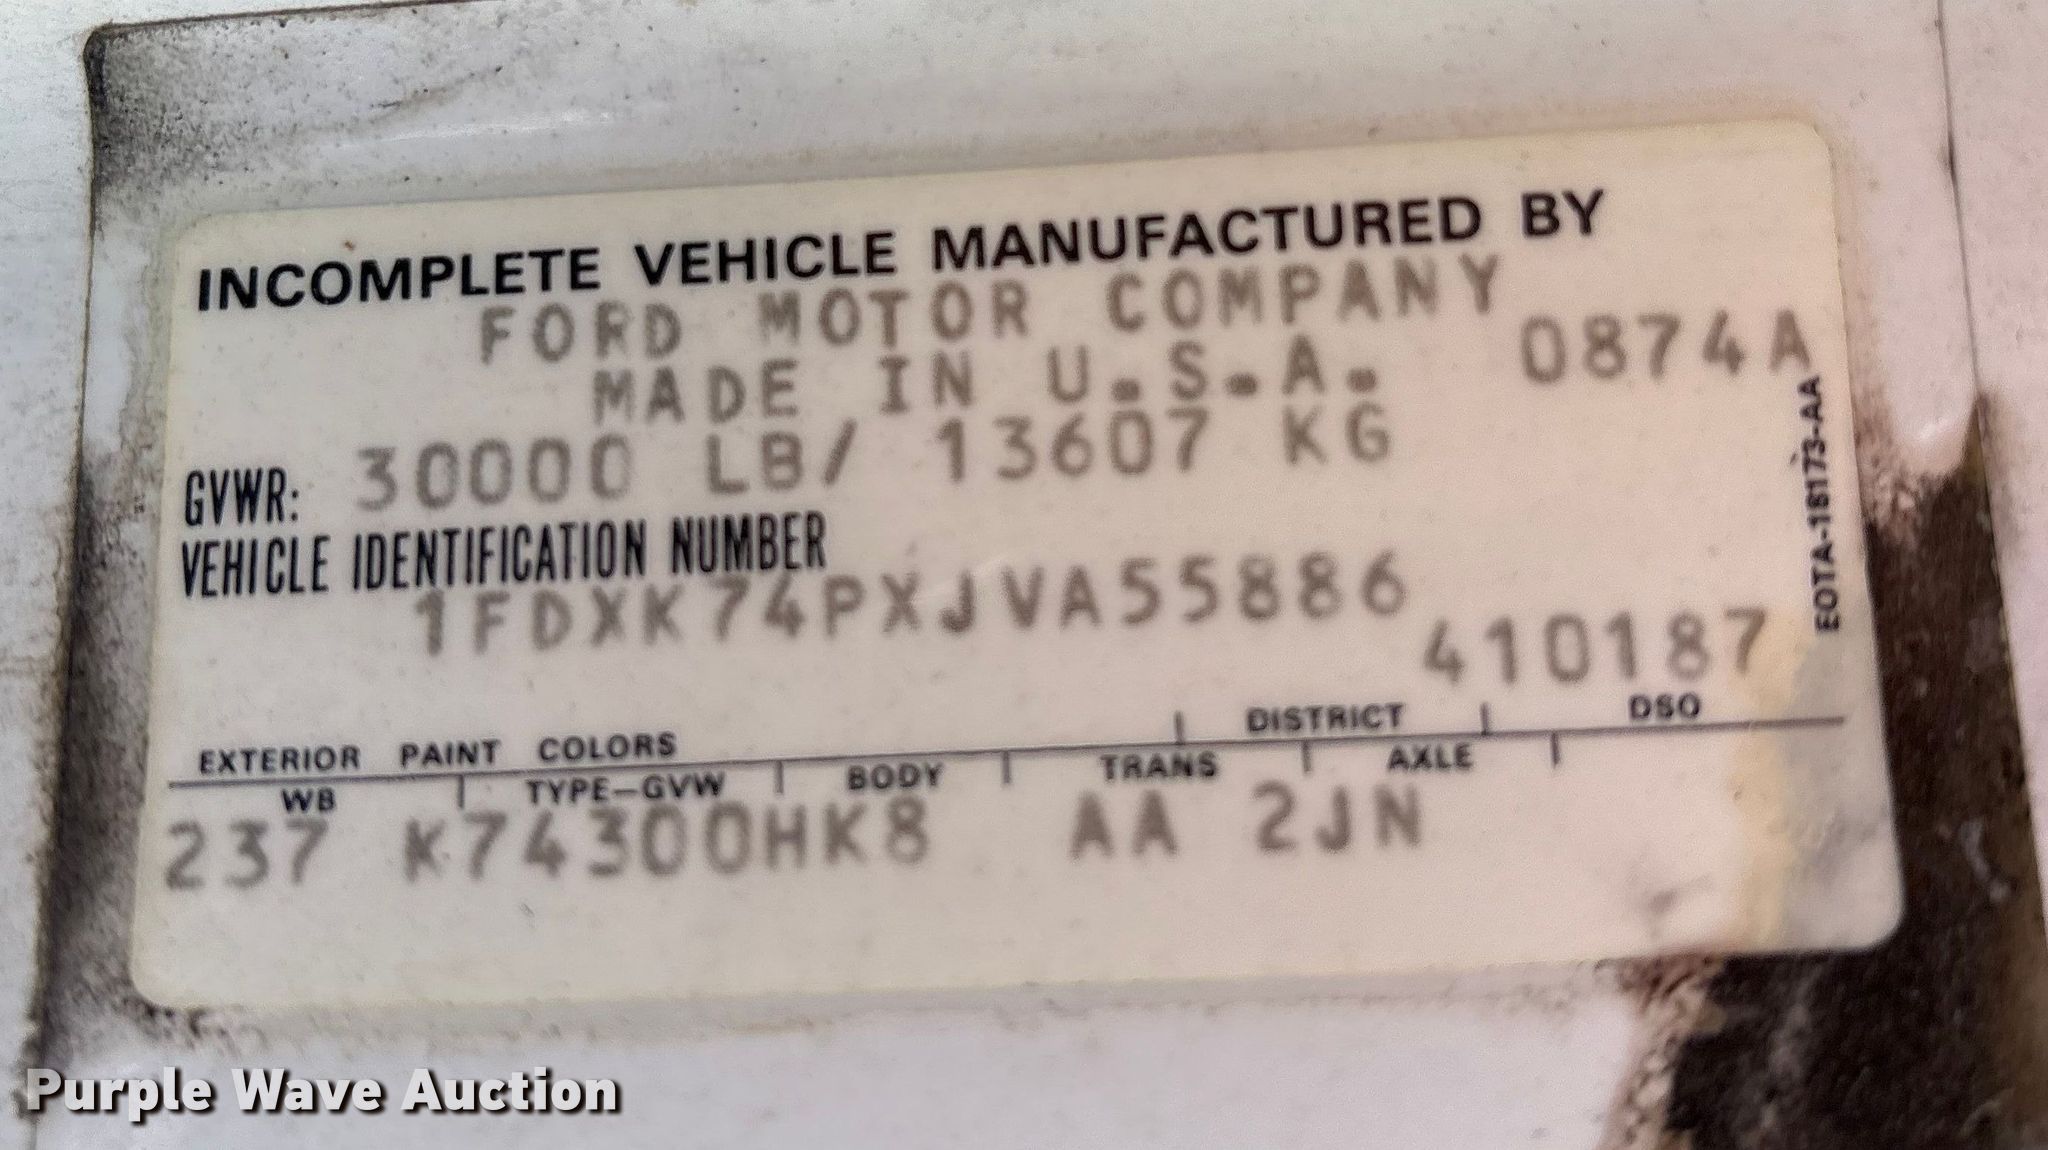 INCOMPLETE VEHICLE MANUFACTURED BY
FORD MOTOR COMPANY
MADE IN U.S.A. 0874A
GVWR: 30000 LB/ 13607 KG
VEHICLE IDENTIFICATION NUMBER
1FDXK74PXJVA55886
410187
EXTERIOR PAINT COLORS DISTRICT DSO
WB TYPE-GVW BODY TRANS AXLE
237 K74300HK8 AA 2JN
EOTA-16173-AA
Purple Wave Auction